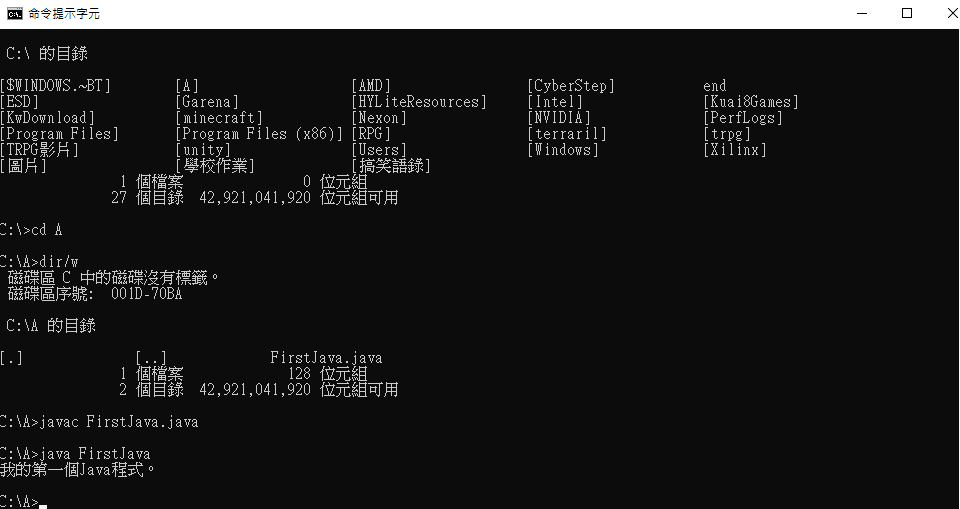 命令提示字元
C:\ 的目錄
[$WINDOWS.~BT] [A] [AMD] [CyberStep] end
[ESD] [Garena] [HYLiteResources] [Intel] [Kuai8Games]
[KwDownload] [minecraft] [Nexon] [NVIDIA] [PerfLogs]
[Program Files] [Program Files (x86)] [RPG] [terraril] [trpg]
[TRPG影片] [unity] [Users] [Windows] [Xilinx]
[圖片] [學校作業] [搞笑語錄]
1 個檔案 0 位元組
27 個目錄 42,921,041,920 位元組可用
C:\>cd A
C:\A>dir/w
磁碟區 C 中的磁碟沒有標籤。
磁碟區序號: 001D-70BA
C:\A 的目錄
[.] [..] FirstJava.java
1 個檔案 128 位元組
2 個目錄 42,921,041,920 位元組可用
C:\A>javac FirstJava.java
C:\A>java FirstJava
我的第一個Java程式。
C:\A>